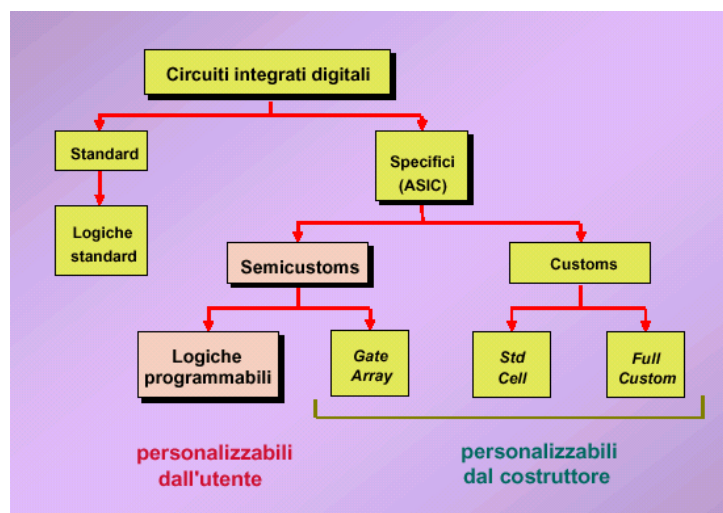 Circuiti integrati digitali
Standard
Specifici
(ASIC)
Logiche
standard
Semicustoms
Customs
Logiche
programmabili
Gate
Array
Std
Cell
Full
Custom
personalizzabili
dall'utente
personalizzabili
dal costruttore